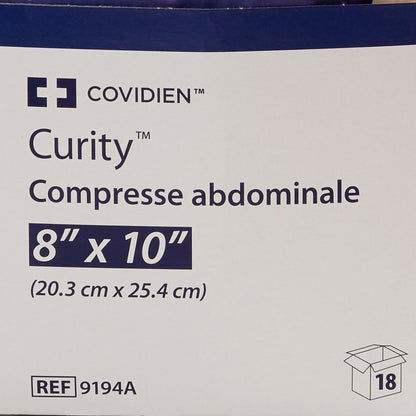 COVIDIEN™
Curity™
Compresse abdominale
8" x 10"
(20.3 cm x 25.4 cm)
REF 9194A
18